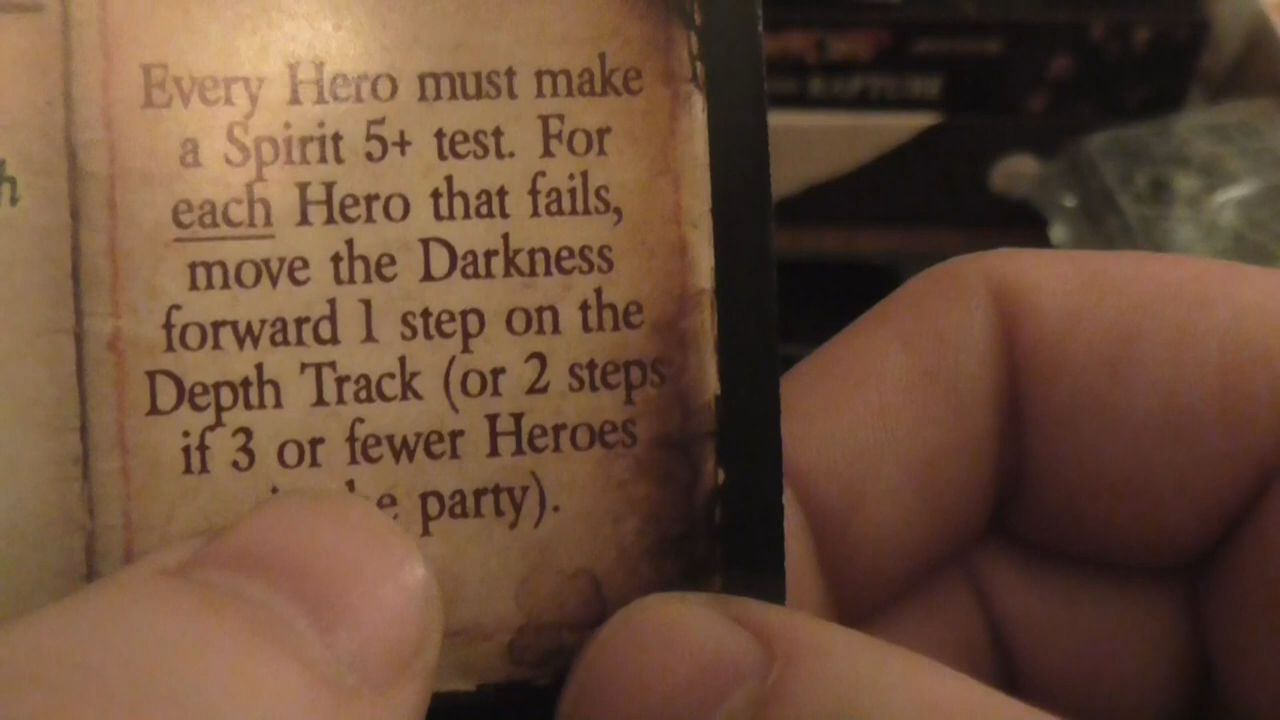 Every Hero must make
a Spirit 5+ test. For
each Hero that fails,
move the Darkness
forward 1 step on the
Depth Track (or 2 steps
if 3 or fewer Heroes
party).